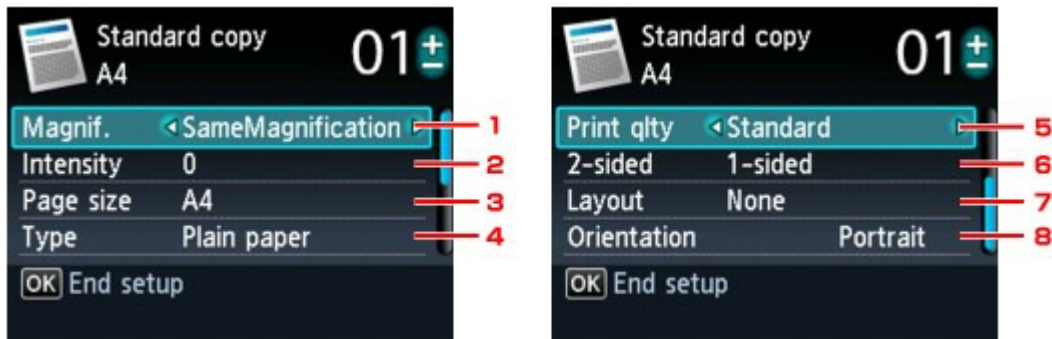 Standard copy
A4
01
Magnif. SameMagnification 1
Intensity 0 2
Page size A4 3
Type Plain paper 4
OK End setup
Standard copy
A4
01
Print qlty Standard 5
2-sided 1-sided 6
Layout None 7
Orientation Portrait 8
OK End setup